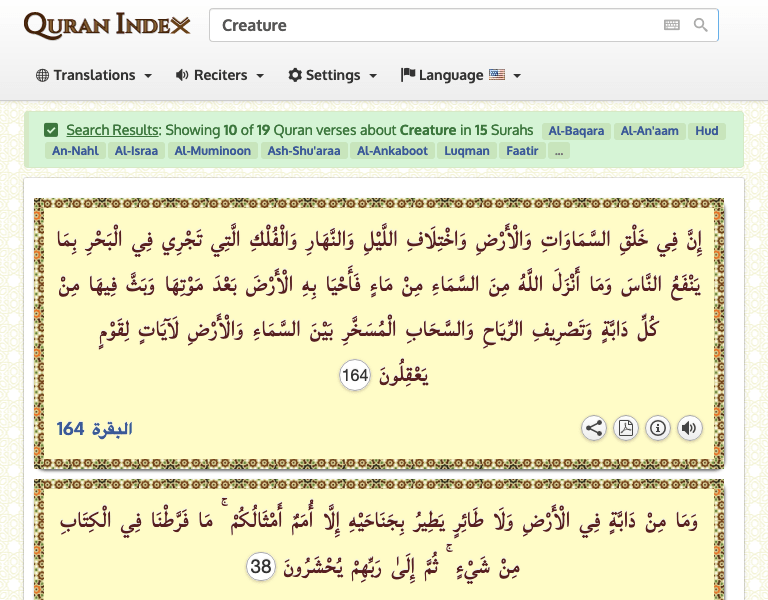 QURAN INDEX
Creature
Translations Reciters Settings Language
Search Results: Showing 10 of 19 Quran verses about Creature in 15 Surahs Al-Baqara Al-An'aam Hud
An-Nahl Al-Israa Al-Muminoon Ash-Shu'araa Al-Ankaboot Luqman Faatir ...
إِنَّ فِي خَلْقِ السَّمَاوَاتِ وَالْأَرْضِ وَاخْتِلَافِ اللَّيْلِ وَالنَّهَارِ وَالْفُلْكِ الَّتِي تَجْرِي فِي الْبَحْرِ بِمَا
يَنْفَعُ النَّاسَ وَمَا أَنْزَلَ اللَّهُ مِنَ السَّمَاءِ مِنْ مَاءٍ فَأَحْيَا بِهِ الْأَرْضَ بَعْدَ مَوْتِهَا وَبَثَّ فِيهَا مِنْ
كُلِّ دَابَّةٍ وَتَصْرِيفِ الرِّيَاحِ وَالسَّحَابِ الْمُسَخَّرِ بَيْنَ السَّمَاءِ وَالْأَرْضِ لَآيَاتٍ لِقَوْمٍ
يَعْقِلُونَ 164
البقرة 164
وَمَا مِنْ دَابَّةٍ فِي الْأَرْضِ وَلَا طَائِرٍ يَطِيرُ بِجَنَاحَيْهِ إِلَّا أُمَمٌ أَمْثَالُكُمْ ۚ مَا فَرَّطْنَا فِي الْكِتَابِ
مِنْ شَيْءٍ ۚ ثُمَّ إِلَىٰ رَبِّهِمْ يُحْشَرُونَ 38